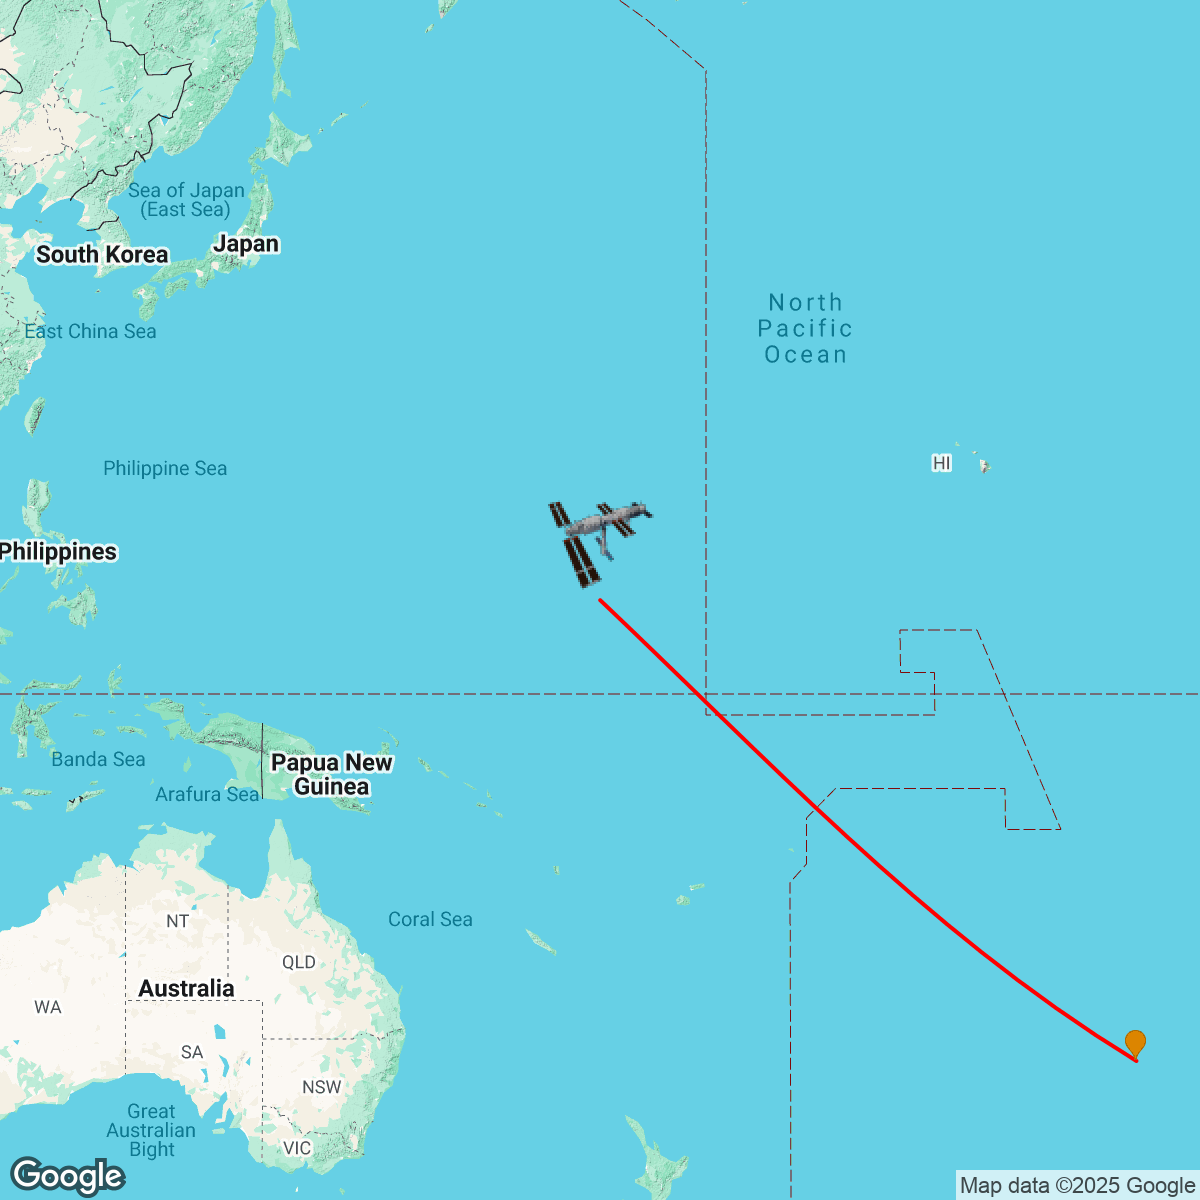 Sea of Japan
(East Sea)
Japan
South Korea
East China Sea
North
Pacific
Ocean
HI
Philippine Sea
Philippines
Banda Sea
Papua New
Guinea
Arafura Sea
Coral Sea
NT
QLD
Australia
WA
SA
NSW
Great
Australian
Bight
VIC
Google
Map data ©2025 Google